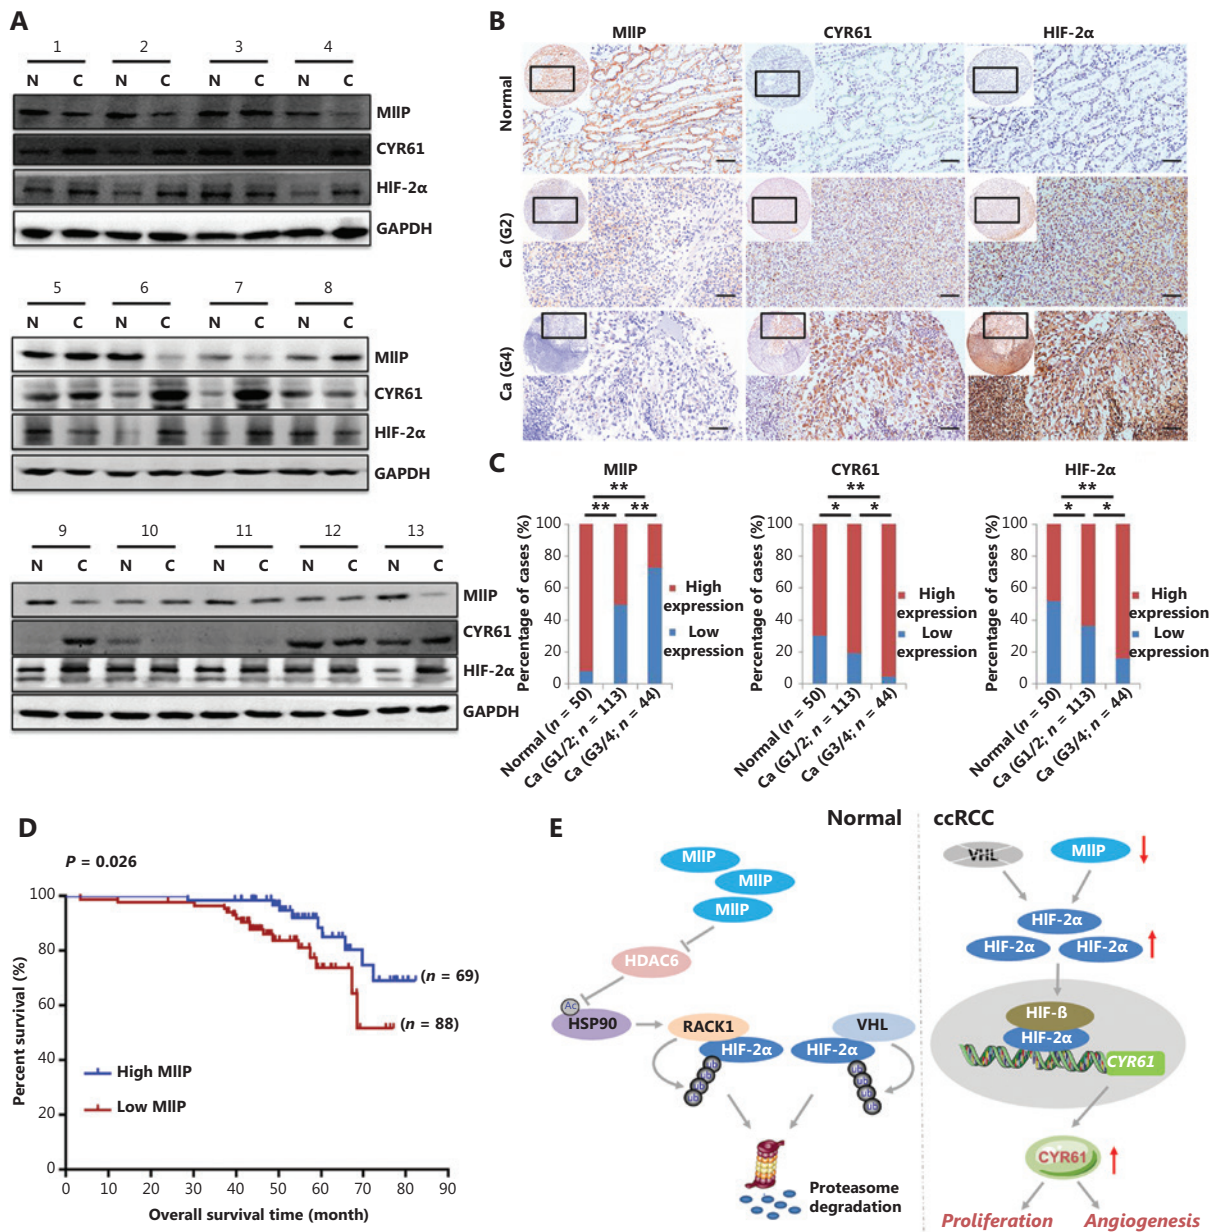 A
1 2 3 4
N C N C N C N C
MIIP
CYR61
HIF-2α
GAPDH
5 6 7 8
N C N C N C N C
MIIP
CYR61
HIF-2α
GAPDH
9 10 11 12 13
N C N C N C N C N C
MIIP
CYR61
HIF-2α
GAPDH
B
MIIP CYR61 HIF-2α
Normal
Ca (G2)
Ca (G4)
C
MIIP
**
** **
Percentage of cases (%)
100
80
60
40
20
0
High
expression
Low
expression
Normal (n = 50)
Ca (G1/2; n = 113)
Ca (G3/4; n = 44)
CYR61
**
* *
Percentage of cases (%)
100
80
60
40
20
0
High
expression
Low
expression
Normal (n = 50)
Ca (G1/2; n = 113)
Ca (G3/4; n = 44)
HIF-2α
**
* *
Percentage of cases (%)
100
80
60
40
20
0
High
expression
Low
expression
Normal (n = 50)
Ca (G1/2; n = 113)
Ca (G3/4; n = 44)
D
P = 0.026
Percent survival (%)
100
80
60
40
20
0
(n = 69)
(n = 88)
High MIIP
Low MIIP
0 10 20 30 40 50 60 70 80 90
Overall survival time (month)
E
Normal
MIIP
MIIP
MIIP
HDAC6
Ac
HSP90
RACK1
HIF-2α
Ub
Ub
Ub
Ub
VHL
HIF-2α
Ub
Ub
Ub
Ub
Proteasome
degradation
ccRCC
VHL
MIIP
HIF-2α
HIF-2α
HIF-2α
HIF-ß
HIF-2α
CYR61
CYR61
Proliferation Angiogenesis